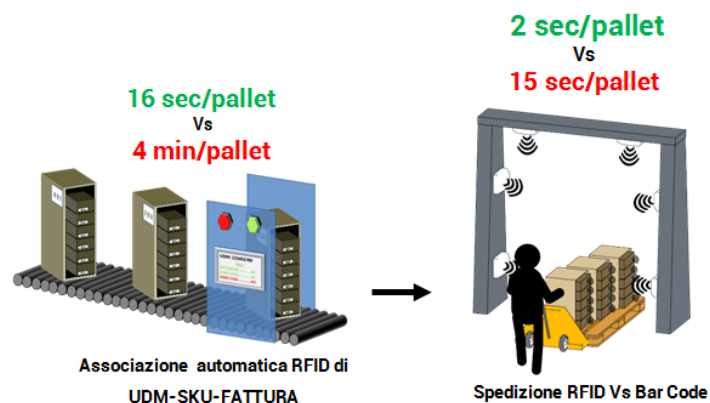 16 sec/pallet
Vs
4 min/pallet
Associazione automatica RFID di
UDM-SKU-FATTURA
2 sec/pallet
Vs
15 sec/pallet
Spedizione RFID Vs Bar Code